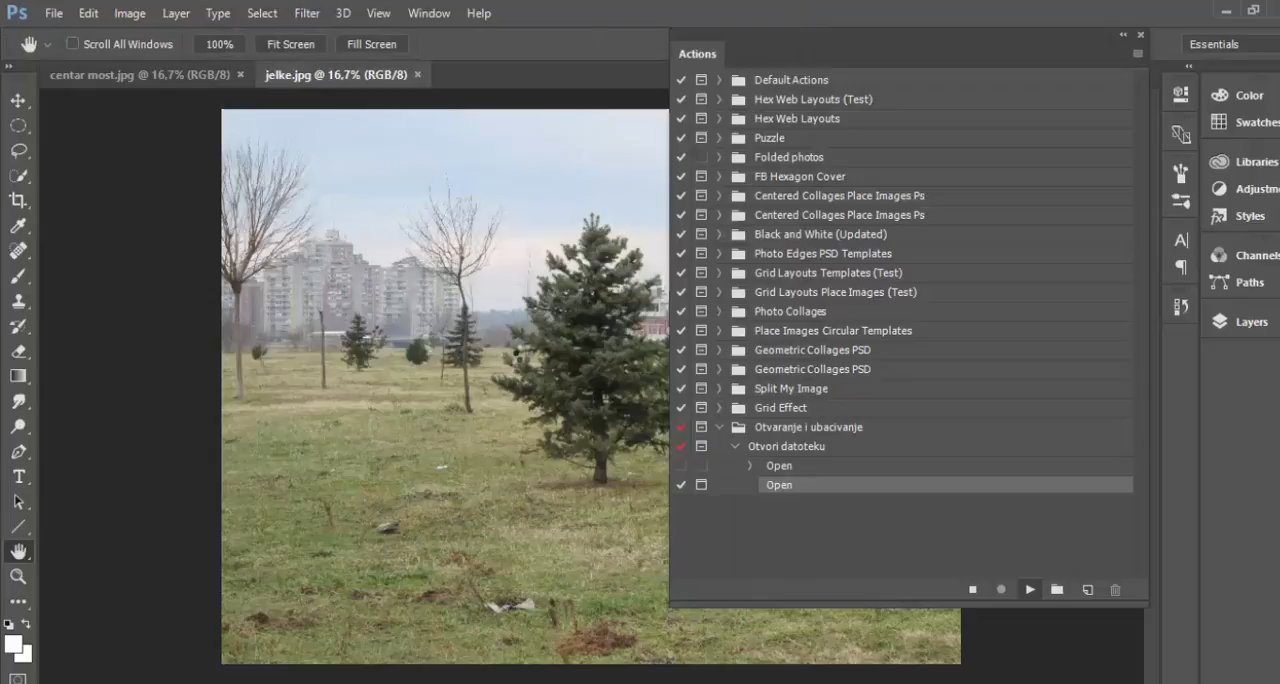 Ps File Edit Image Layer Type Select Filter 3D View Window Help
Scroll All Windows 100% Fit Screen Fill Screen
Essentials
centar most.jpg @ 16,7% (RGB/8) × jelke.jpg @ 16,7% (RGB/8) ×
Actions
Default Actions
Hex Web Layouts (Test)
Hex Web Layouts
Puzzle
Folded photos
FB Hexagon Cover
Centered Collages Place Images Ps
Centered Collages Place Images Ps
Black and White (Updated)
Photo Edges PSD Templates
Grid Layouts Templates (Test)
Grid Layouts Place Images (Test)
Photo Collages
Place Images Circular Templates
Geometric Collages PSD
Geometric Collages PSD
Split My Image
Grid Effect
Otvaranje i ubacivanje
Otvori datoteku
Open
Open
Color
Swatches
Libraries
Adjustm
Styles
Channels
Paths
Layers